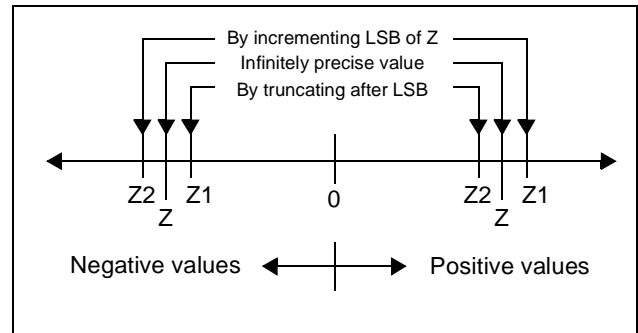 By incrementing LSB of Z
Infinitely precise value
By truncating after LSB
Z2 Z1 0 Z2 Z1
Z Z
Negative values Positive values